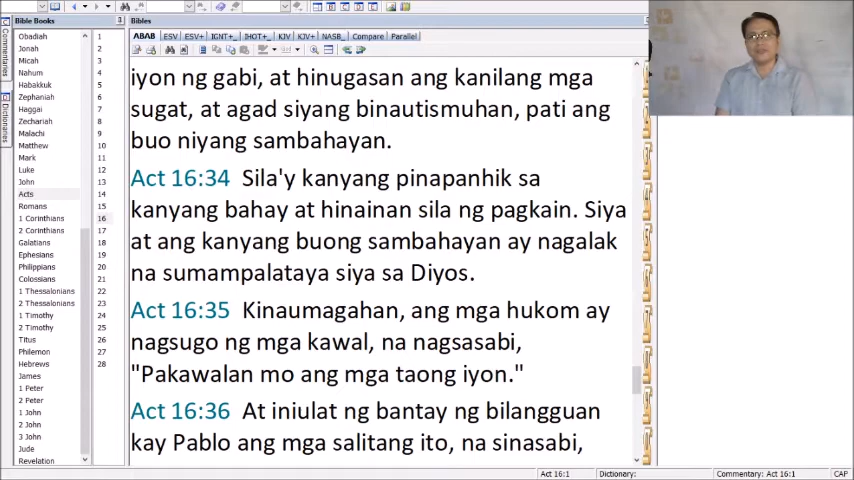 Bible Books
Bibles
Commentaries
Dictionaries
ABAB ESV ESV+ IGNT+_ IHOT+_ KJV KJV+ NASB_ Compare Parallel
Obadiah
Jonah
Micah
Nahum
Habakkuk
Zephaniah
Haggai
Zechariah
Malachi
Matthew
Mark
Luke
John
Acts
Romans
1 Corinthians
2 Corinthians
Galatians
Ephesians
Philippians
Colossians
1 Thessalonians
2 Thessalonians
1 Timothy
2 Timothy
Titus
Philemon
Hebrews
James
1 Peter
2 Peter
1 John
2 John
3 John
Jude
Revelation
1
2
3
4
5
6
7
8
9
10
11
12
13
14
15
16
17
18
19
20
21
22
23
24
25
26
27
28
iyon ng gabi, at hinugasan ang kanilang mga
sugat, at agad siyang binautismuhan, pati ang
buo niyang sambahayan.
Act 16:34 Sila'y kanyang pinapanhik sa
kanyang bahay at hinainan sila ng pagkain. Siya
at ang kanyang buong sambahayan ay nagalak
na sumampalataya siya sa Diyos.
Act 16:35 Kinaumagahan, ang mga hukom ay
nagsugo ng mga kawal, na nagsasabi,
"Pakawalan mo ang mga taong iyon."
Act 16:36 At iniulat ng bantay ng bilangguan
kay Pablo ang mga salitang ito, na sinasabi,
Act 16:1 Dictionary: Commentary: Act 16:1 CAP